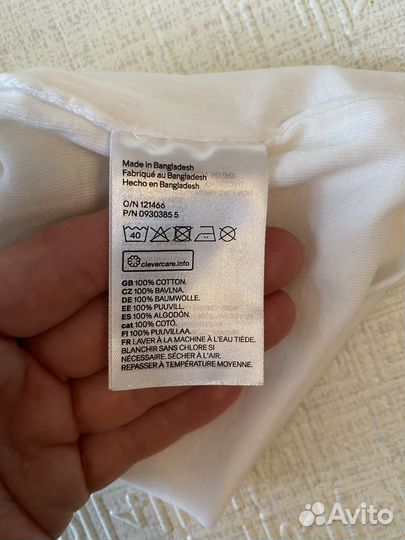 Made in Bangladesh
Fabriqué au Bangladesh
Hecho en Bangladesh
O/N 121466
P/N 0930385 5
40
clevercare.info
GB 100% COTTON.
CZ 100% BAVLNA.
DE 100% BAUMWOLLE.
EE 100% PUUVILL.
ES 100% ALGODÓN.
cat 100% COTÓ.
FI 100% PUUVILLAA.
FR LAVER À LA MACHINE À L'EAU TIÈDE.
BLANCHIR SANS CHLORE SI
NÉCESSAIRE. SÉCHER À L'AIR.
REPASSER À TEMPÉRATURE MOYENNE.
Avito